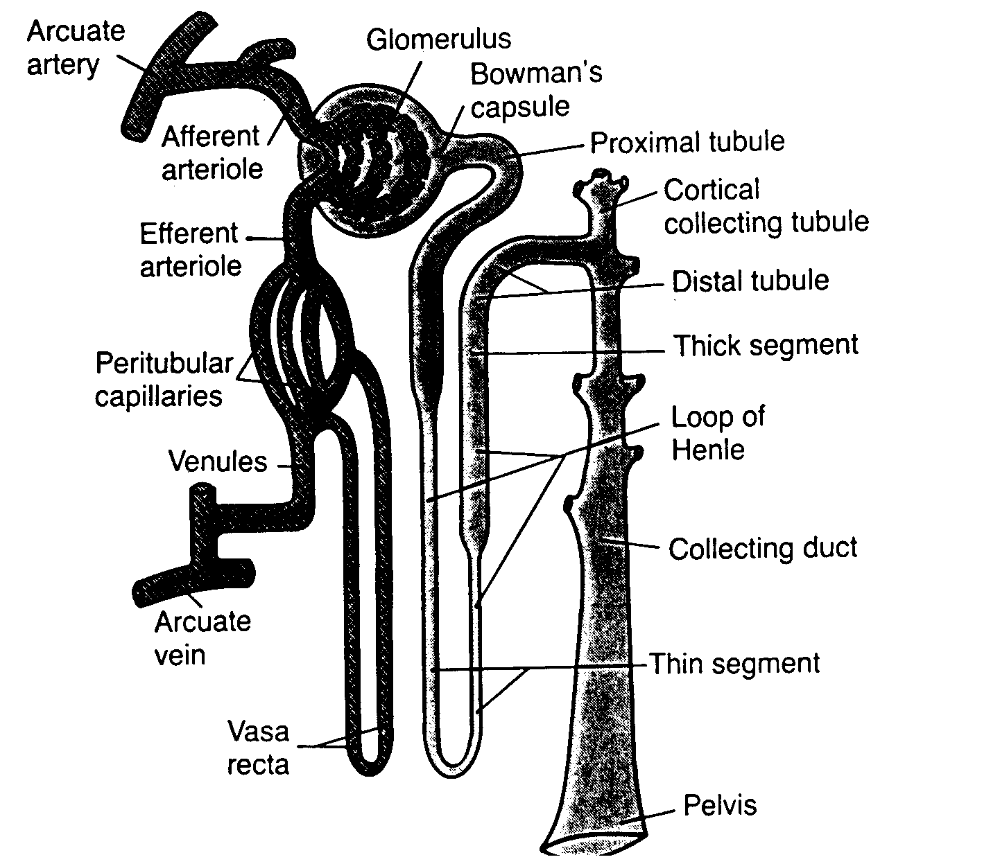 Arcuate
artery
Glomerulus
Bowman's
capsule
Afferent
arteriole
Proximal tubule
Cortical
collecting tubule
Efferent
arteriole
Distal tubule
Thick segment
Peritubular
capillaries
Loop of
Henle
Venules
Collecting duct
Arcuate
vein
Thin segment
Vasa
recta
Pelvis